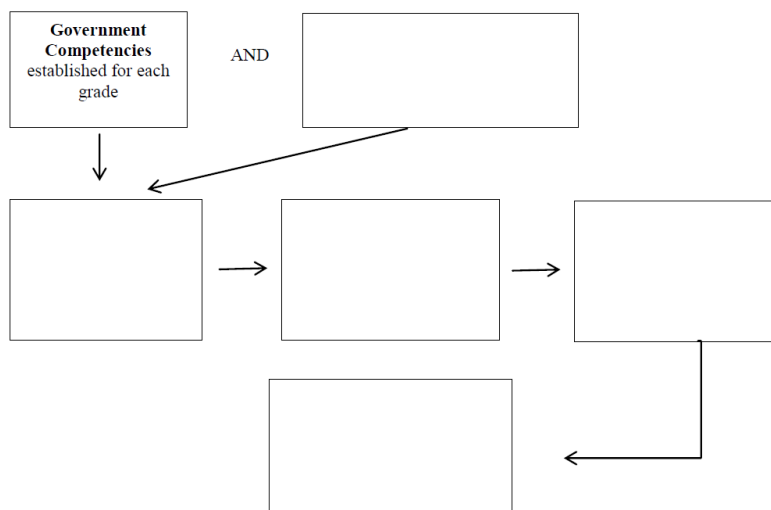 Government
Competencies
established for each
grade
AND